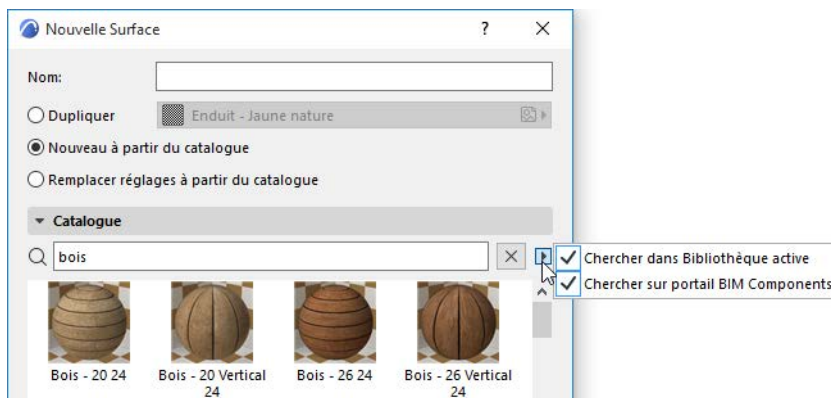 Nouvelle Surface ?
Nom:
Dupliquer Enduit - Jaune nature
Nouveau à partir du catalogue
Remplacer réglages à partir du catalogue
Catalogue
bois
Chercher dans Bibliothèque active
Chercher sur portail BIM Components
Bois - 20 24 Bois - 20 Vertical 24 Bois - 26 24 Bois - 26 Vertical 24